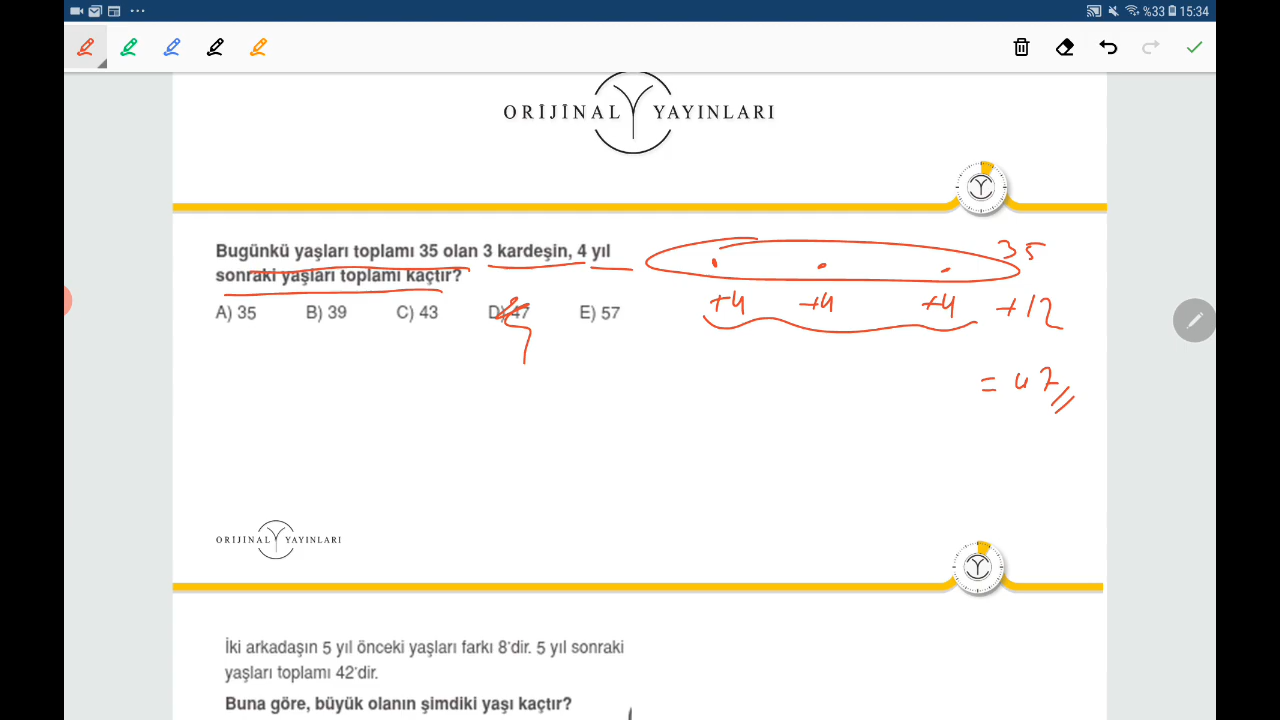 %33 15:34
ORİJİNAL YAYINLARI
Bugünkü yaşları toplamı 35 olan 3 kardeşin, 4 yıl
sonraki yaşları toplamı kaçtır?
A) 35 B) 39 C) 43 D) 47 E) 57
35
+4 +4 +4 +12
= 47
ORİJİNAL YAYINLARI
İki arkadaşın 5 yıl önceki yaşları farkı 8'dir. 5 yıl sonraki
yaşları toplamı 42'dir.
Buna göre, büyük olanın şimdiki yaşı kaçtır?